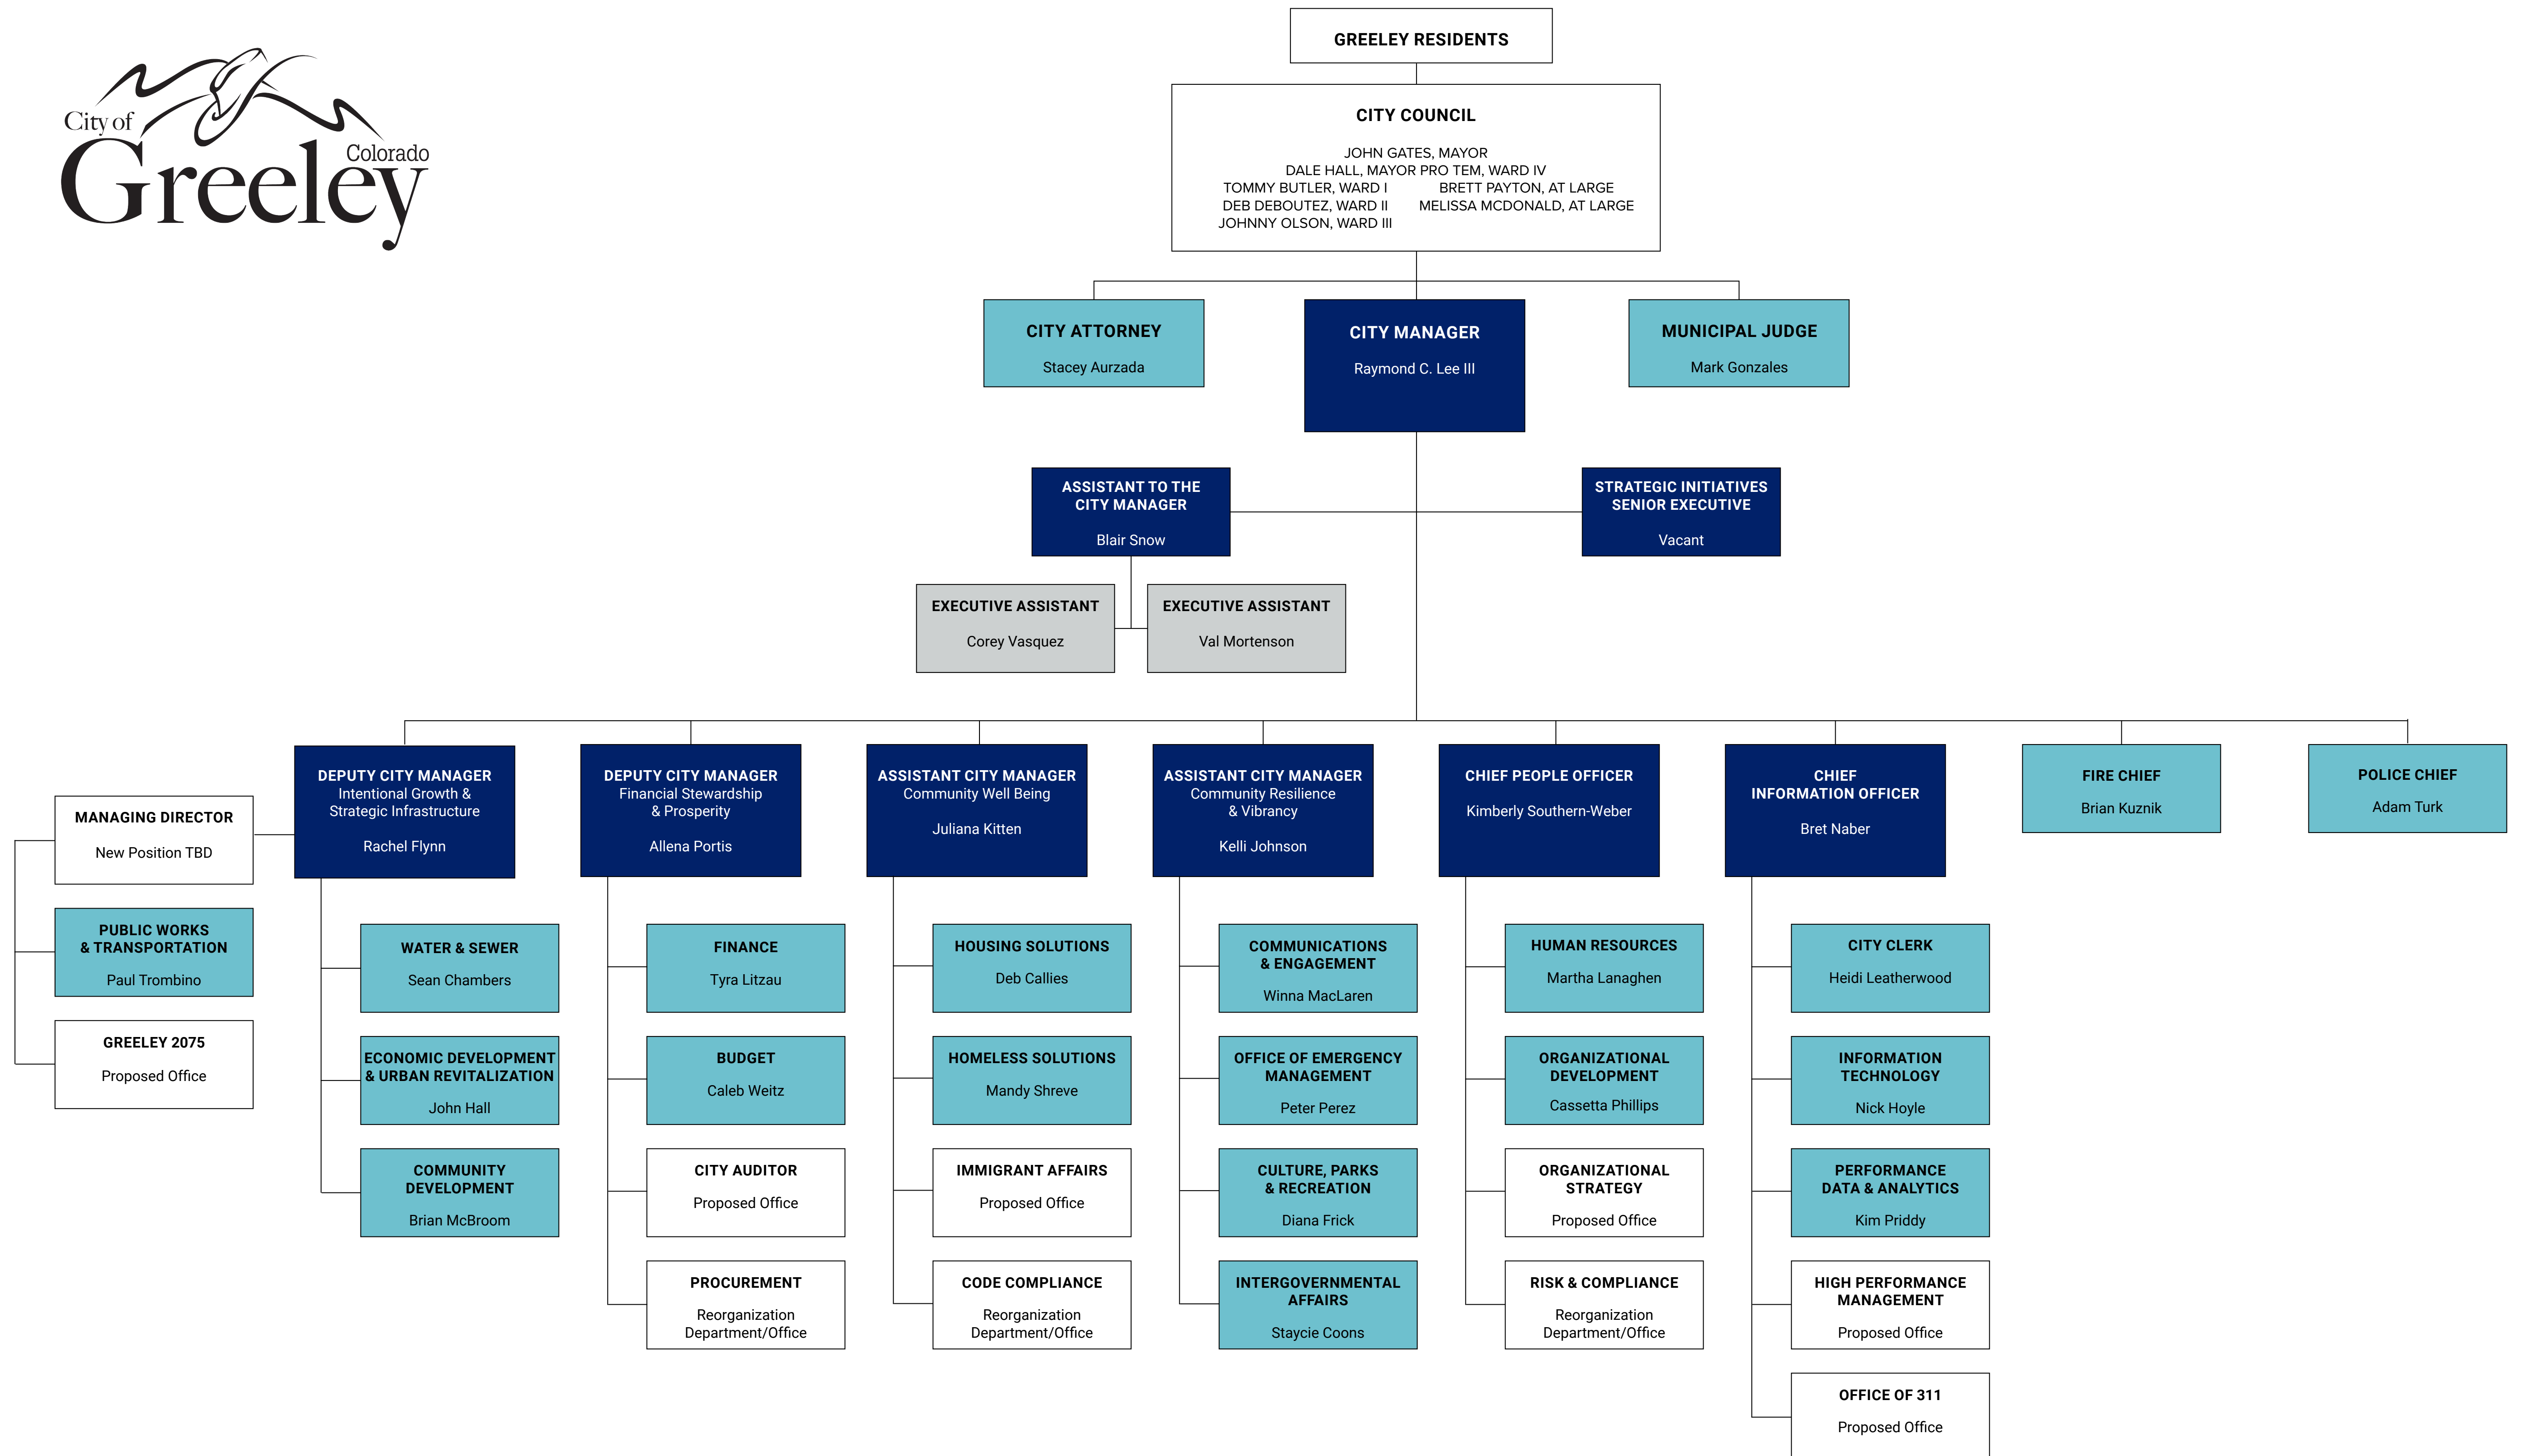 City of
Greeley
Colorado
GREELEY RESIDENTS
CITY COUNCIL
JOHN GATES, MAYOR
DALE HALL, MAYOR PRO TEM, WARD IV
TOMMY BUTLER, WARD I
DEB DEBOUTEZ, WARD II
JOHNNY OLSON, WARD III
BRETT PAYTON, AT LARGE
MELISSA MCDONALD, AT LARGE
CITY ATTORNEY
Stacey Aurzada
CITY MANAGER
Raymond C. Lee III
MUNICIPAL JUDGE
Mark Gonzales
ASSISTANT TO THE
CITY MANAGER
Blair Snow
STRATEGIC INITIATIVES
SENIOR EXECUTIVE
Vacant
EXECUTIVE ASSISTANT
Corey Vasquez
EXECUTIVE ASSISTANT
Val Mortenson
MANAGING DIRECTOR
New Position TBD
PUBLIC WORKS
& TRANSPORTATION
Paul Trombino
GREELEY 2075
Proposed Office
DEPUTY CITY MANAGER
Intentional Growth &
Strategic Infrastructure
Rachel Flynn
WATER & SEWER
Sean Chambers
ECONOMIC DEVELOPMENT
& URBAN REVITALIZATION
John Hall
COMMUNITY
DEVELOPMENT
Brian McBroom
DEPUTY CITY MANAGER
Financial Stewardship
& Prosperity
Allena Portis
FINANCE
Tyra Litzau
BUDGET
Caleb Weitz
CITY AUDITOR
Proposed Office
PROCUREMENT
Reorganization
Department/Office
ASSISTANT CITY MANAGER
Community Well Being
Juliana Kitten
HOUSING SOLUTIONS
Deb Callies
HOMELESS SOLUTIONS
Mandy Shreve
IMMIGRANT AFFAIRS
Proposed Office
CODE COMPLIANCE
Reorganization
Department/Office
ASSISTANT CITY MANAGER
Community Resilience
& Vibrancy
Kelli Johnson
COMMUNICATIONS
& ENGAGEMENT
Winna MacLaren
OFFICE OF EMERGENCY
MANAGEMENT
Peter Perez
CULTURE, PARKS
& RECREATION
Diana Frick
INTERGOVERNMENTAL
AFFAIRS
Staycie Coons
CHIEF PEOPLE OFFICER
Kimberly Southern-Weber
HUMAN RESOURCES
Martha Lanaghen
ORGANIZATIONAL
DEVELOPMENT
Cassetta Phillips
ORGANIZATIONAL
STRATEGY
Proposed Office
RISK & COMPLIANCE
Reorganization
Department/Office
CHIEF
INFORMATION OFFICER
Bret Naber
CITY CLERK
Heidi Leatherwood
INFORMATION
TECHNOLOGY
Nick Hoyle
PERFORMANCE
DATA & ANALYTICS
Kim Priddy
HIGH PERFORMANCE
MANAGEMENT
Proposed Office
OFFICE OF 311
Proposed Office
FIRE CHIEF
Brian Kuznik
POLICE CHIEF
Adam Turk